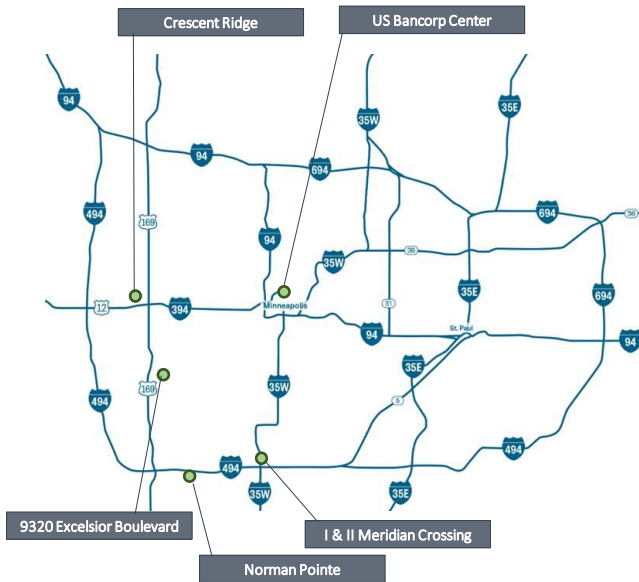 Crescent Ridge
US Bancorp Center
94
35W
35E
94
694
494
694
36
169
94
36
35W
35E
694
12
394
Minneapolis
51
94
St. Paul
94
35E
35W
169
494
5
494
494
35W
35E
9320 Excelsior Boulevard
I & II Meridian Crossing
Norman Pointe